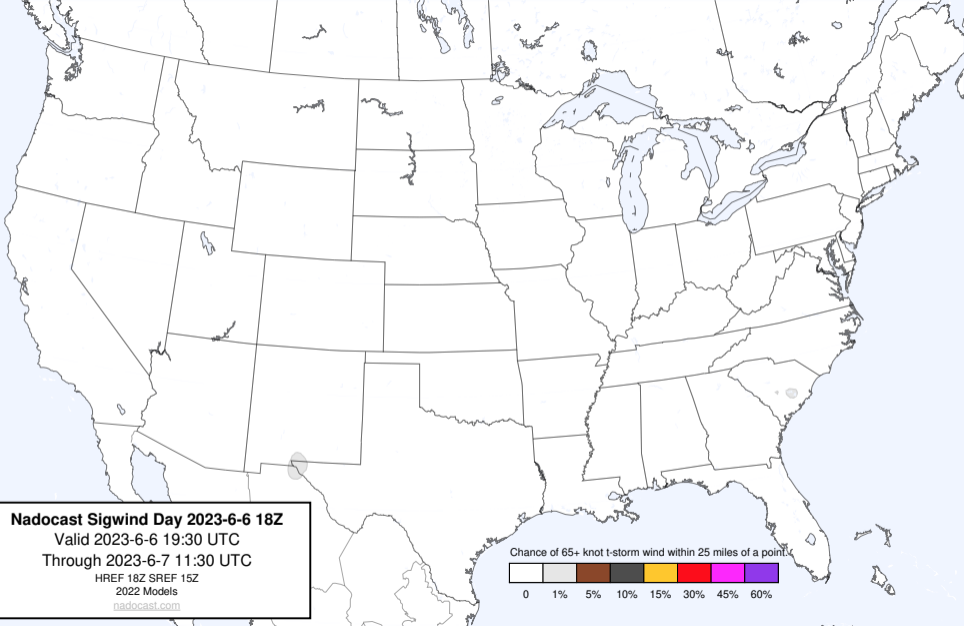 Nadocast Sigwind Day 2023-6-6 18Z
Valid 2023-6-6 19:30 UTC
Through 2023-6-7 11:30 UTC
HREF 18Z SREF 15Z
2022 Models
nadocast.com
Chance of 65+ knot t-storm wind within 25 miles of a point.
0 1% 5% 10% 15% 30% 45% 60%